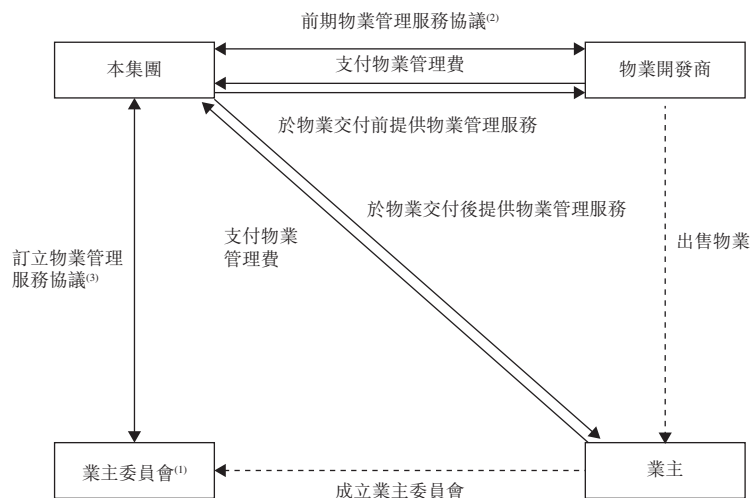 前期物業管理服務協議⁽²⁾
本集團
支付物業管理費
物業開發商
於物業交付前提供物業管理服務
於物業交付後提供物業管理服務
支付物業
管理費
出售物業
訂立物業管理
服務協議⁽³⁾
業主委員會⁽¹⁾
成立業主委員會
業主